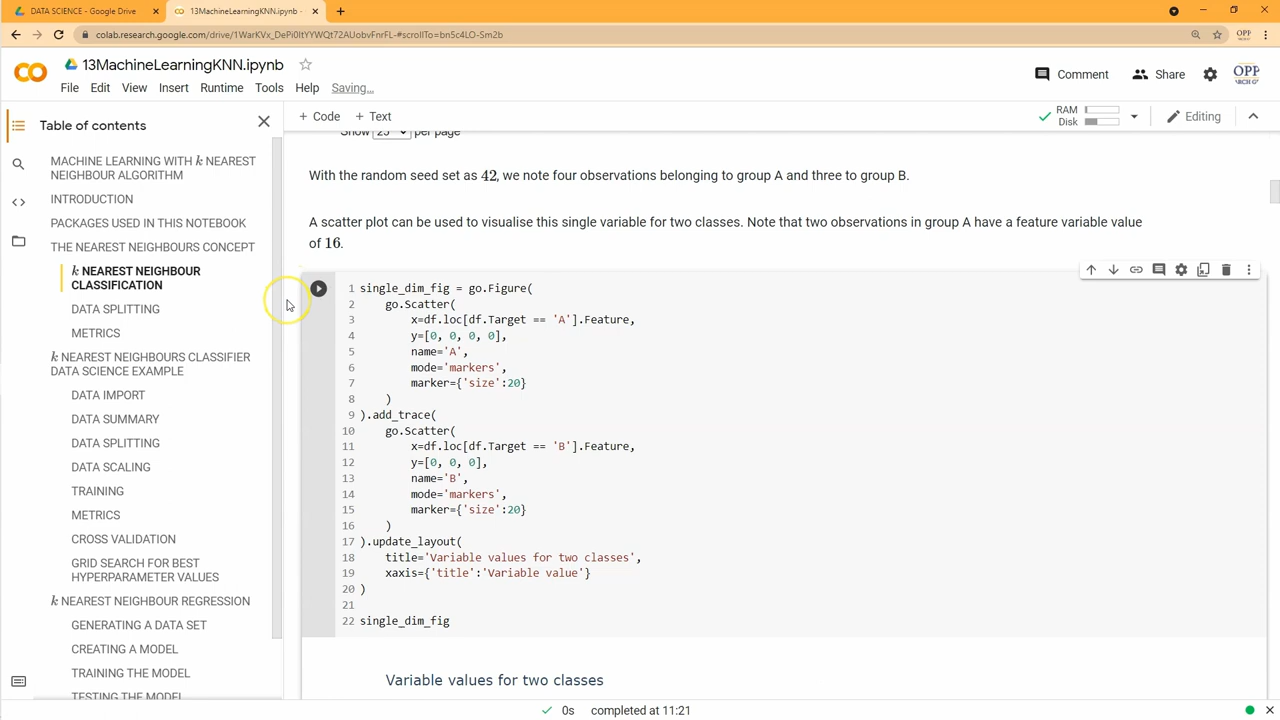 DATA SCIENCE - Google Drive
13MachineLearningKNN.ipynb -
colab.research.google.com/drive/1WarKVx_DePi0ItYYWQt72AUobvFnrFL-#scrollTo=bn5c4LO-Sm2b
13MachineLearningKNN.ipynb
File Edit View Insert Runtime Tools Help Saving...
Comment Share OPP
+ Code + Text
RAM
Disk
Editing
Table of contents
MACHINE LEARNING WITH k NEAREST
NEIGHBOUR ALGORITHM
INTRODUCTION
PACKAGES USED IN THIS NOTEBOOK
THE NEAREST NEIGHBOURS CONCEPT
k NEAREST NEIGHBOUR
CLASSIFICATION
DATA SPLITTING
METRICS
k NEAREST NEIGHBOURS CLASSIFIER
DATA SCIENCE EXAMPLE
DATA IMPORT
DATA SUMMARY
DATA SPLITTING
DATA SCALING
TRAINING
METRICS
CROSS VALIDATION
GRID SEARCH FOR BEST
HYPERPARAMETER VALUES
k NEAREST NEIGHBOUR REGRESSION
GENERATING A DATA SET
CREATING A MODEL
TRAINING THE MODEL
TESTING THE MODEL
Show 25 per page
With the random seed set as 42, we note four observations belonging to group A and three to group B.
A scatter plot can be used to visualise this single variable for two classes. Note that two observations in group A have a feature variable value
of 16.
1 single_dim_fig = go.Figure(
2 go.Scatter(
3 x=df.loc[df.Target == 'A'].Feature,
4 y=[0, 0, 0, 0],
5 name='A',
6 mode='markers',
7 marker={'size':20}
8 )
9 ).add_trace(
10 go.Scatter(
11 x=df.loc[df.Target == 'B'].Feature,
12 y=[0, 0, 0],
13 name='B',
14 mode='markers',
15 marker={'size':20}
16 )
17 ).update_layout(
18 title='Variable values for two classes',
19 xaxis={'title':'Variable value'}
20 )
21
22 single_dim_fig
Variable values for two classes
0s completed at 11:21